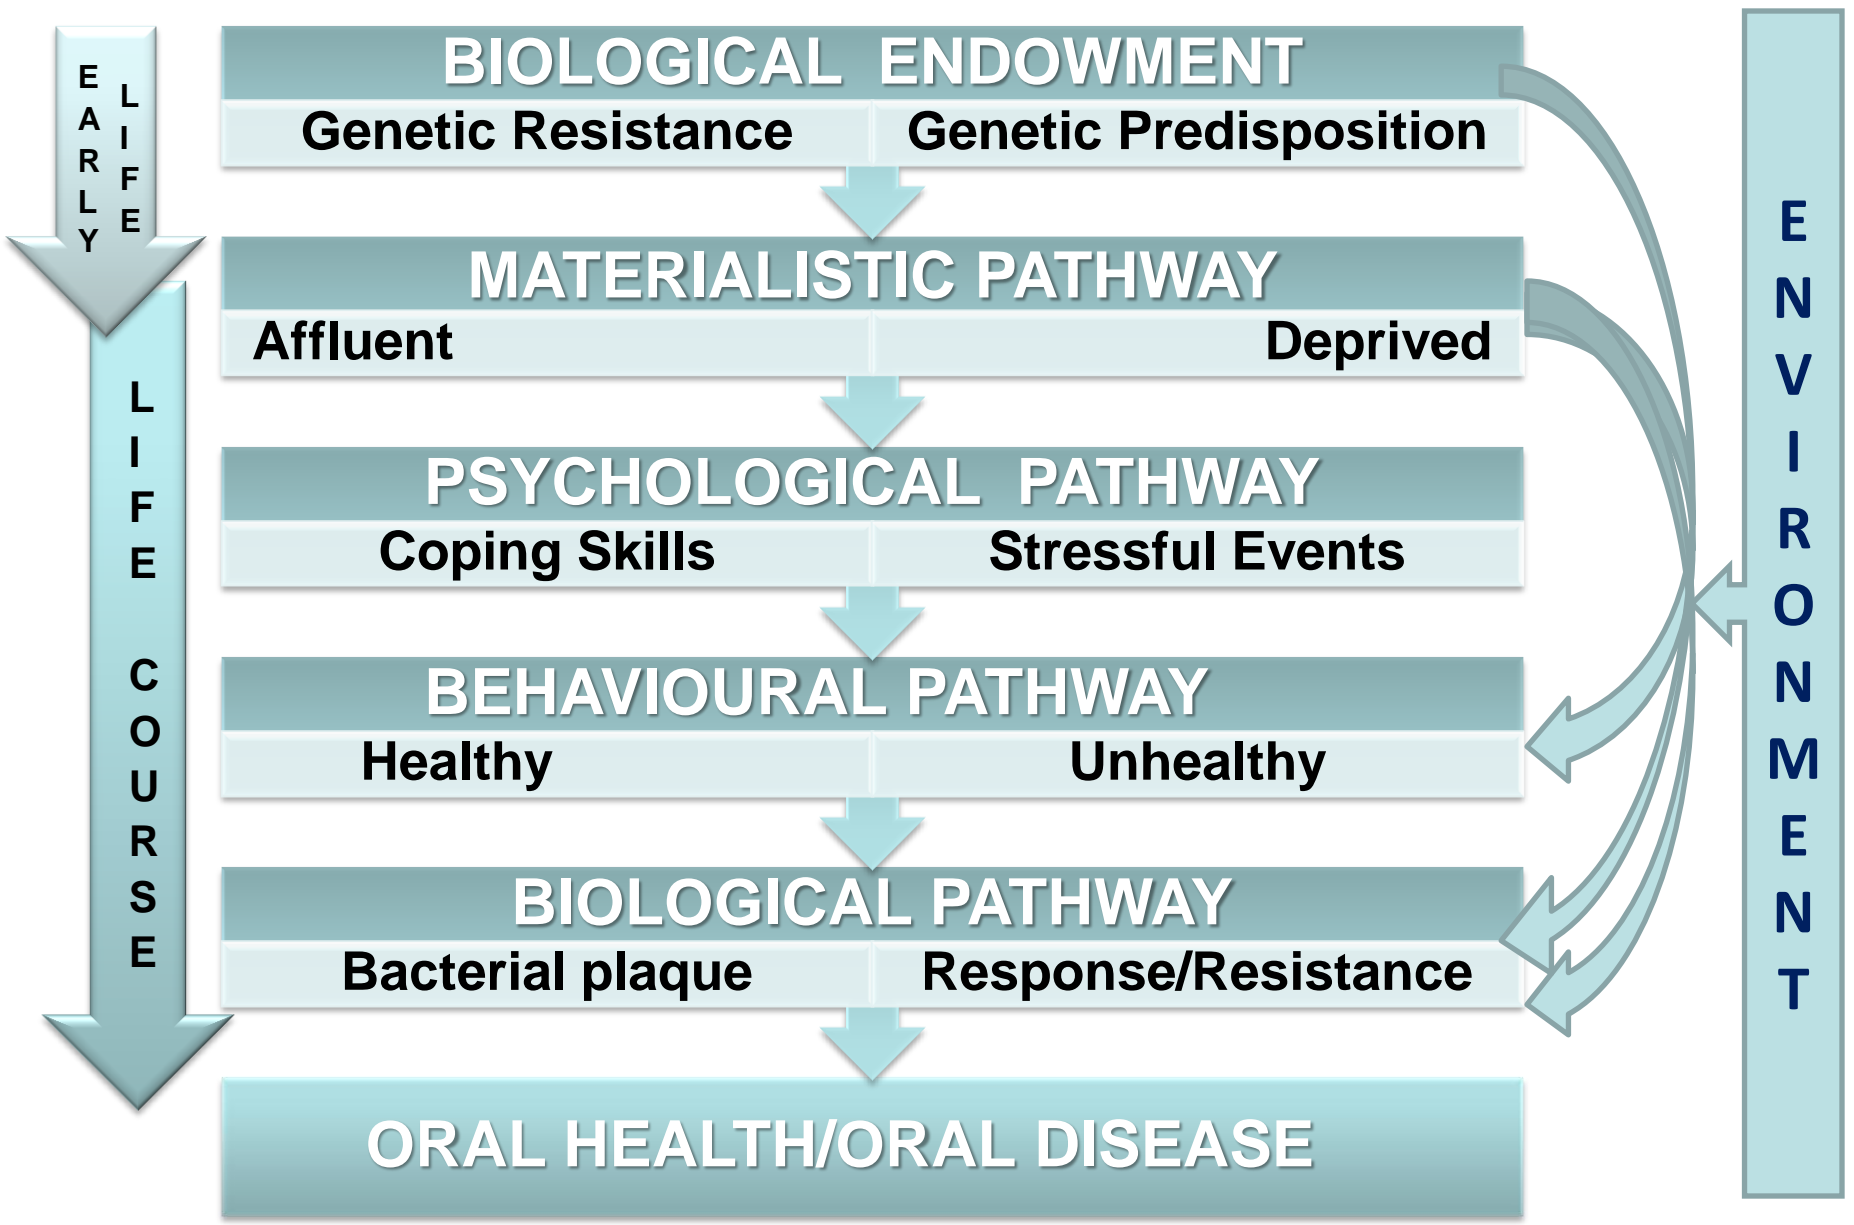 EARLY
LIFE
BIOLOGICAL ENDOWMENT
Genetic Resistance
Genetic Predisposition
MATERIALISTIC PATHWAY
Affluent
Deprived
PSYCHOLOGICAL PATHWAY
Coping Skills
Stressful Events
BEHAVIOURAL PATHWAY
Healthy
Unhealthy
BIOLOGICAL PATHWAY
Bacterial plaque
Response/Resistance
ORAL HEALTH/ORAL DISEASE
LIFE COURSE
ENVIRONMENT